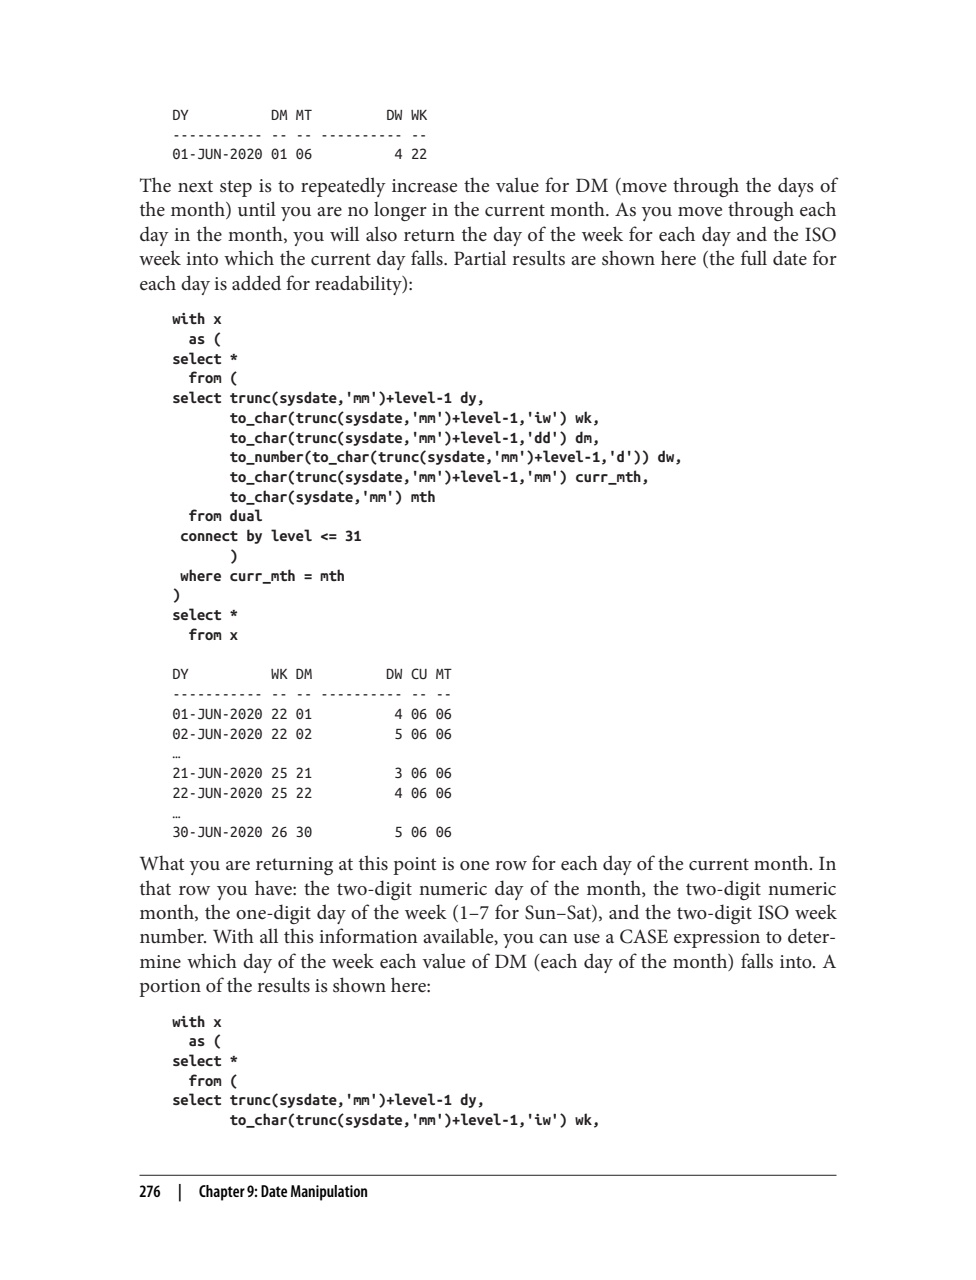 DY          DM MT         DW WK
----------- -- -- ---------- --
01-JUN-2020 01 06          4 22
The next step is to repeatedly increase the value for DM (move through the days of
the month) until you are no longer in the current month. As you move through each
day in the month, you will also return the day of the week for each day and the ISO
week into which the current day falls. Partial results are shown here (the full date for
each day is added for readability):
with x
  as (
select *
  from (
select trunc(sysdate,'mm')+level-1 dy,
       to_char(trunc(sysdate,'mm')+level-1,'iw') wk,
       to_char(trunc(sysdate,'mm')+level-1,'dd') dm,
       to_number(to_char(trunc(sysdate,'mm')+level-1,'d')) dw,
       to_char(trunc(sysdate,'mm')+level-1,'mm') curr_mth,
       to_char(sysdate,'mm') mth
  from dual
 connect by level <= 31
       )
 where curr_mth = mth
)
select *
  from x
DY          WK DM         DW CU MT
----------- -- -- ---------- -- --
01-JUN-2020 22 01          4 06 06
02-JUN-2020 22 02          5 06 06
…
21-JUN-2020 25 21          3 06 06
22-JUN-2020 25 22          4 06 06
…
30-JUN-2020 26 30          5 06 06
What you are returning at this point is one row for each day of the current month. In
that row you have: the two-digit numeric day of the month, the two-digit numeric
month, the one-digit day of the week (1–7 for Sun–Sat), and the two-digit ISO week
number. With all this information available, you can use a CASE expression to deter-
mine which day of the week each value of DM (each day of the month) falls into. A
portion of the results is shown here:
with x
  as (
select *
  from (
select trunc(sysdate,'mm')+level-1 dy,
       to_char(trunc(sysdate,'mm')+level-1,'iw') wk,
276 | Chapter 9: Date Manipulation